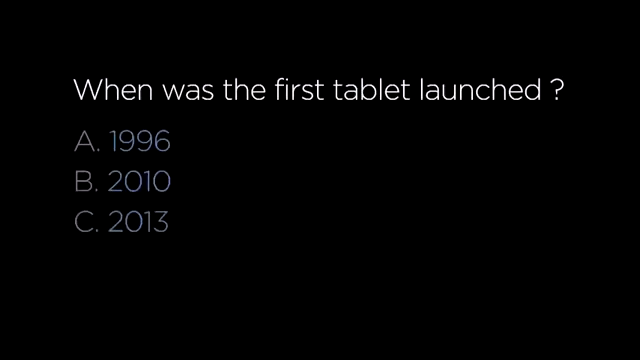 When was the first tablet launched ?
A. 1996
B. 2010
C. 2013